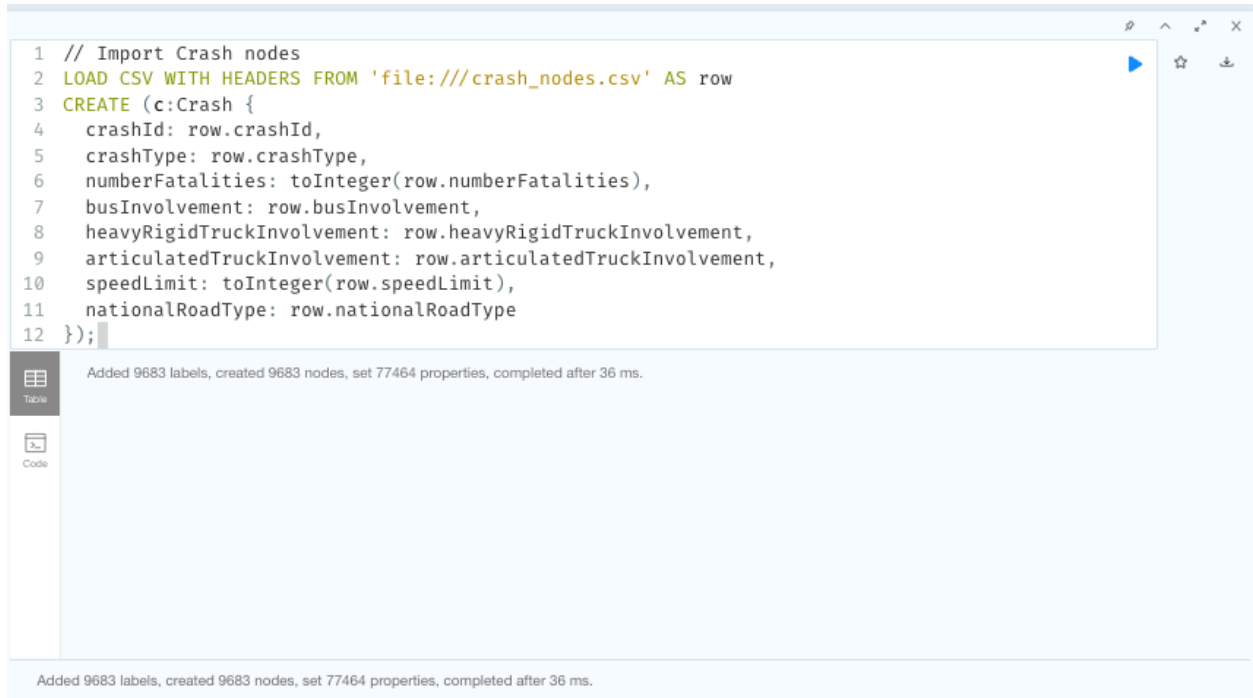 1 // Import Crash nodes
2 LOAD CSV WITH HEADERS FROM 'file:///crash_nodes.csv' AS row
3 CREATE (c:Crash {
4   crashId: row.crashId,
5   crashType: row.crashType,
6   numberFatalities: toInteger(row.numberFatalities),
7   busInvolvement: row.busInvolvement,
8   heavyRigidTruckInvolvement: row.heavyRigidTruckInvolvement,
9   articulatedTruckInvolvement: row.articulatedTruckInvolvement,
10   speedLimit: toInteger(row.speedLimit),
11   nationalRoadType: row.nationalRoadType
12 });
Added 9683 labels, created 9683 nodes, set 77464 properties, completed after 36 ms.
Table
Code
Added 9683 labels, created 9683 nodes, set 77464 properties, completed after 36 ms.